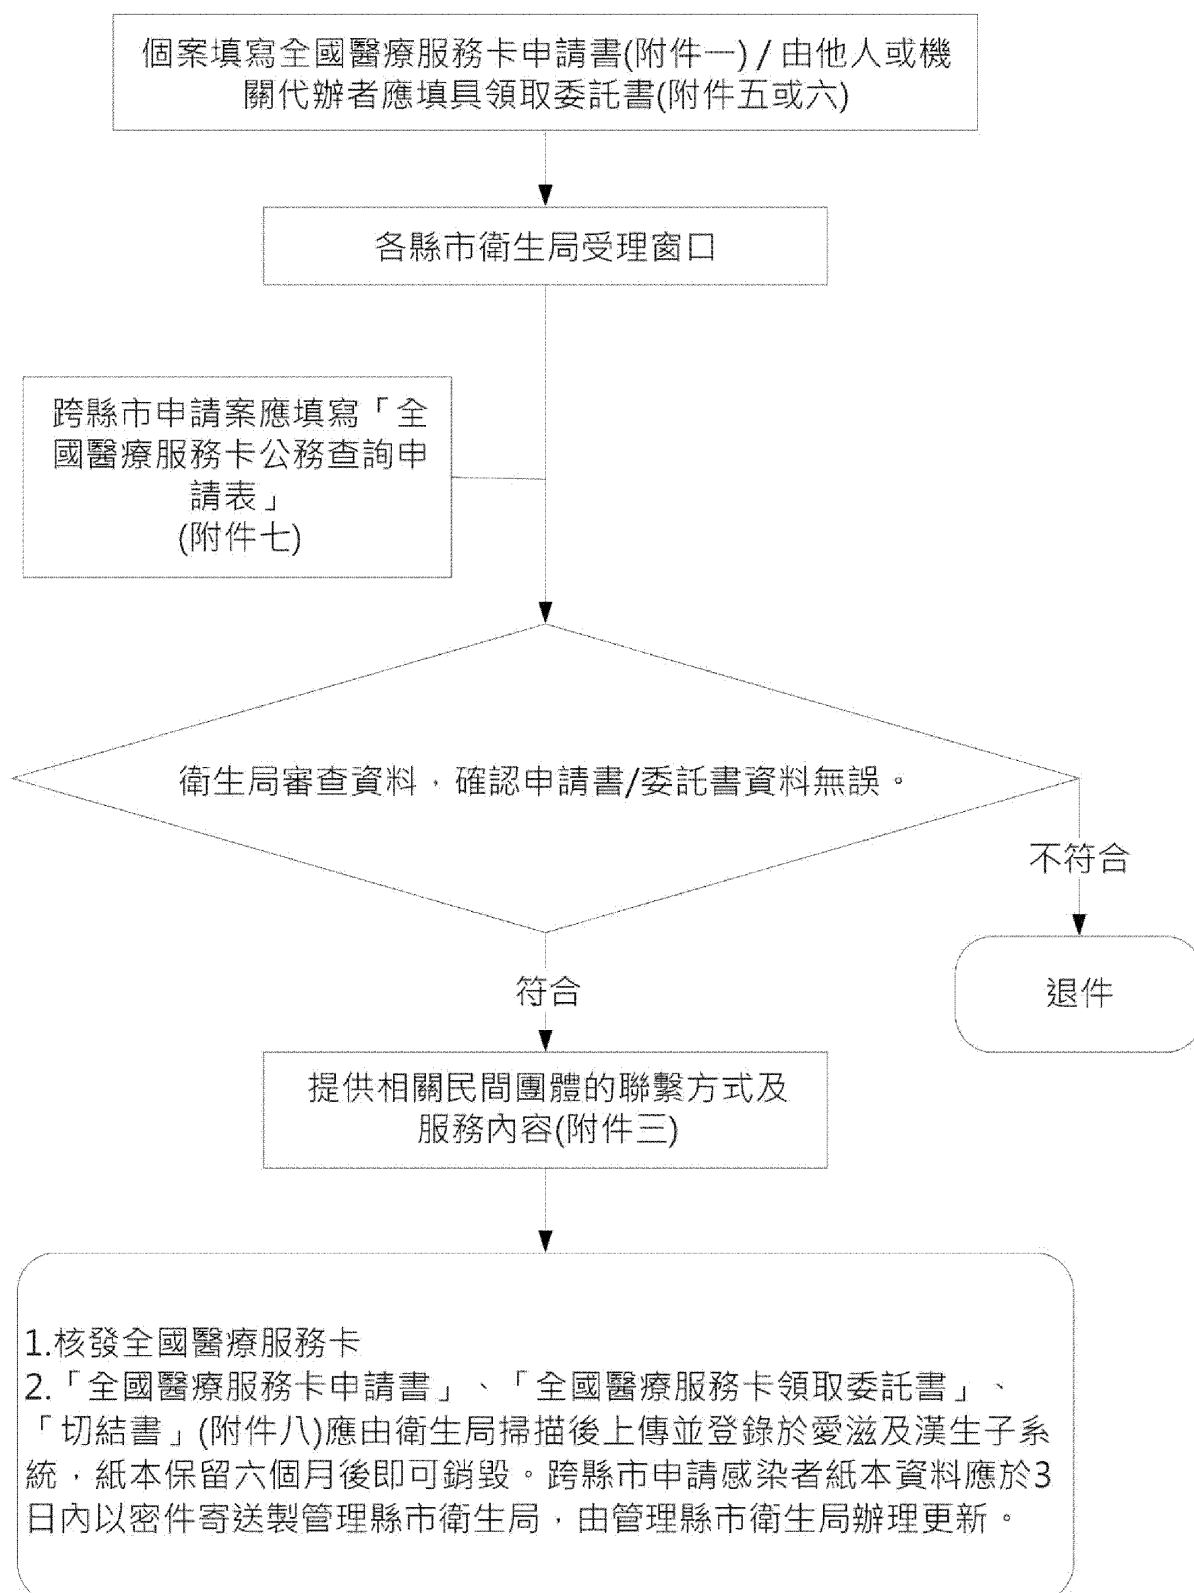 個案填寫全國醫療服務卡申請書(附件一) / 由他人或機
關代辦者應填具領取委託書(附件五或六)
各縣市衛生局受理窗口
跨縣市申請案應填寫「全
國醫療服務卡公務查詢申
請表」
(附件七)
衛生局審查資料，確認申請書/委託書資料無誤。
不符合
退件
符合
提供相關民間團體的聯繫方式及
服務內容(附件三)
1.核發全國醫療服務卡
2.「全國醫療服務卡申請書」、「全國醫療服務卡領取委託書」、
「切結書」(附件八)應由衛生局掃描後上傳並登錄於愛滋及漢生子系
統，紙本保留六個月後即可銷毀。跨縣市申請感染者紙本資料應於3
日內以密件寄送製管理縣市衛生局，由管理縣市衛生局辦理更新。